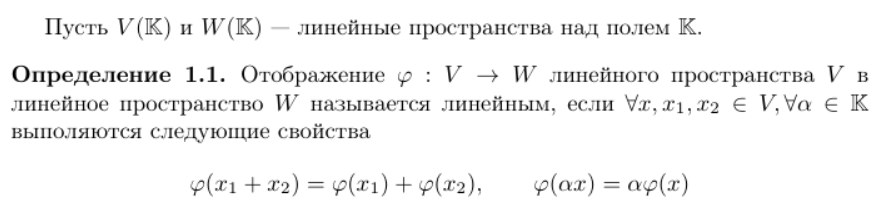 Пусть V(𝕂) и W(𝕂) — линейные пространства над полем 𝕂.
Определение 1.1. Отображение φ : V → W линейного пространства V в
линейное пространство W называется линейным, если ∀x, x₁, x₂ ∈ V, ∀α ∈ 𝕂
выполяются следующие свойства
φ(x₁ + x₂) = φ(x₁) + φ(x₂), φ(αx) = αφ(x)